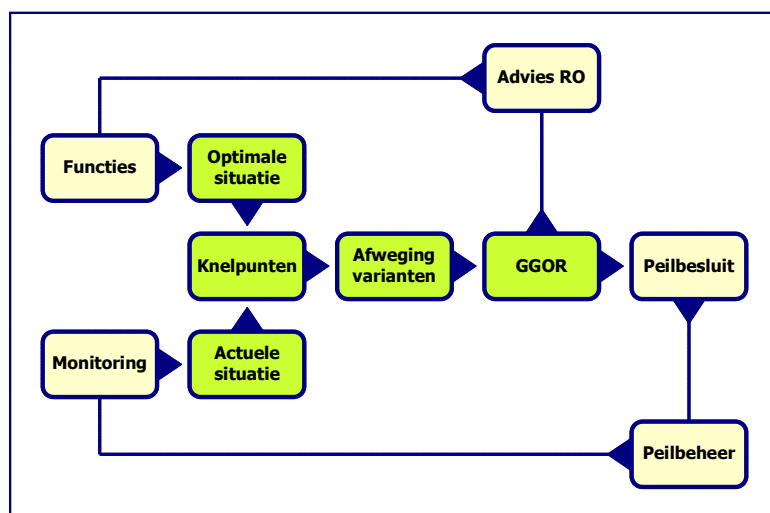 Advies RO
Functies
Optimale
situatie
Knelpunten
Afweging
varianten
GGOR
Peilbesluit
Monitoring
Actuele
situatie
Peilbeheer